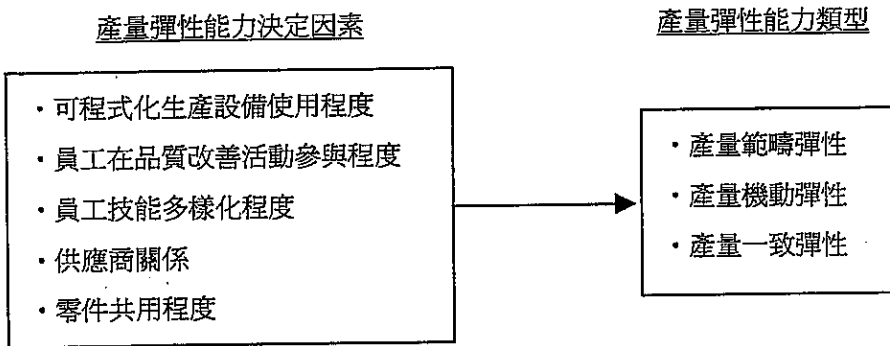 產量彈性能力決定因素
・可程式化生產設備使用程度
・員工在品質改善活動參與程度
・員工技能多樣化程度
・供應商關係
・零件共用程度
產量彈性能力類型
・產量範疇彈性
・產量機動彈性
・產量一致彈性